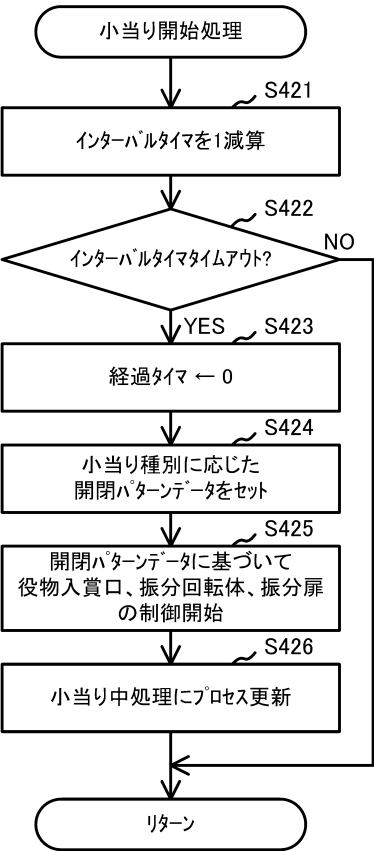 小当り開始処理
S421
インターバルタイマを1減算
S422
インターバルタイマタイムアウト?
NO
YES
S423
経過タイマ ← 0
S424
小当り種別に応じた
開閉パターンデータをセット
S425
開閉パターンデータに基づいて
役物入賞口、振分回転体、振分扉
の制御開始
S426
小当り中処理にプロセス更新
リターン